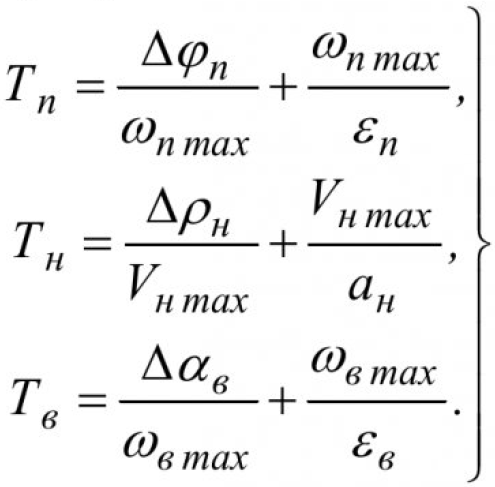 T_п = Δφ_п / ω_п max + ω_п max / ε_п ,
T_н = Δρ_н / V_н max + V_н max / a_н ,
T_в = Δα_в / ω_в max + ω_в max / ε_в .